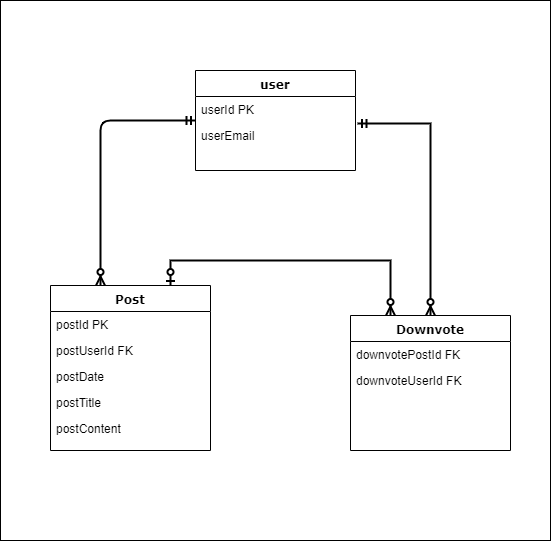 user
userId PK
userEmail
Post
postId PK
postUserId FK
postDate
postTitle
postContent
Downvote
downvotePostId FK
downvoteUserId FK